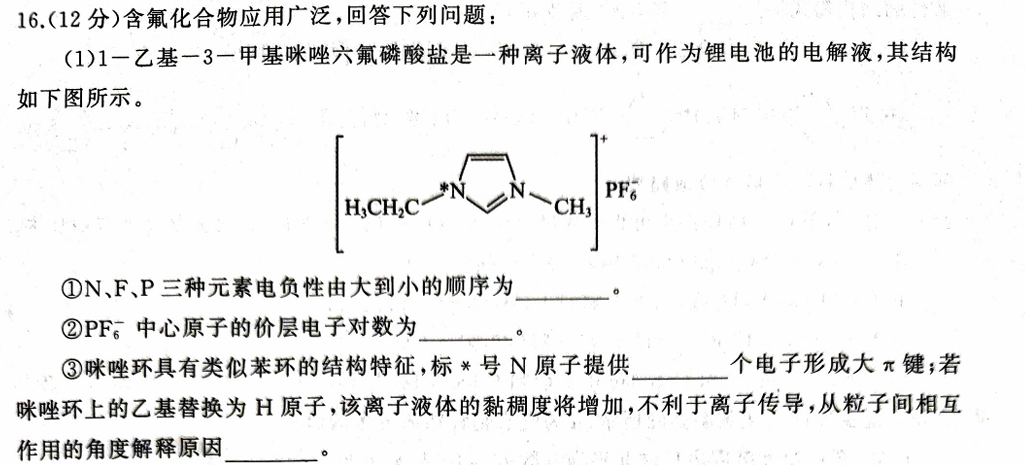 16.(12 分)含氟化合物应用广泛,回答下列问题:
(1)1-乙基-3-甲基咪唑六氟磷酸盐是一种离子液体,可作为锂电池的电解液,其结构
如下图所示。
H₃CH₂C *N N CH₃ + PF₆⁻
①N、F、P 三种元素电负性由大到小的顺序为________。
②PF₆⁻ 中心原子的价层电子对数为________。
③咪唑环具有类似苯环的结构特征,标 * 号 N 原子提供________个电子形成大 π 键;若
咪唑环上的乙基替换为 H 原子,该离子液体的黏稠度将增加,不利于离子传导,从粒子间相互
作用的角度解释原因________。